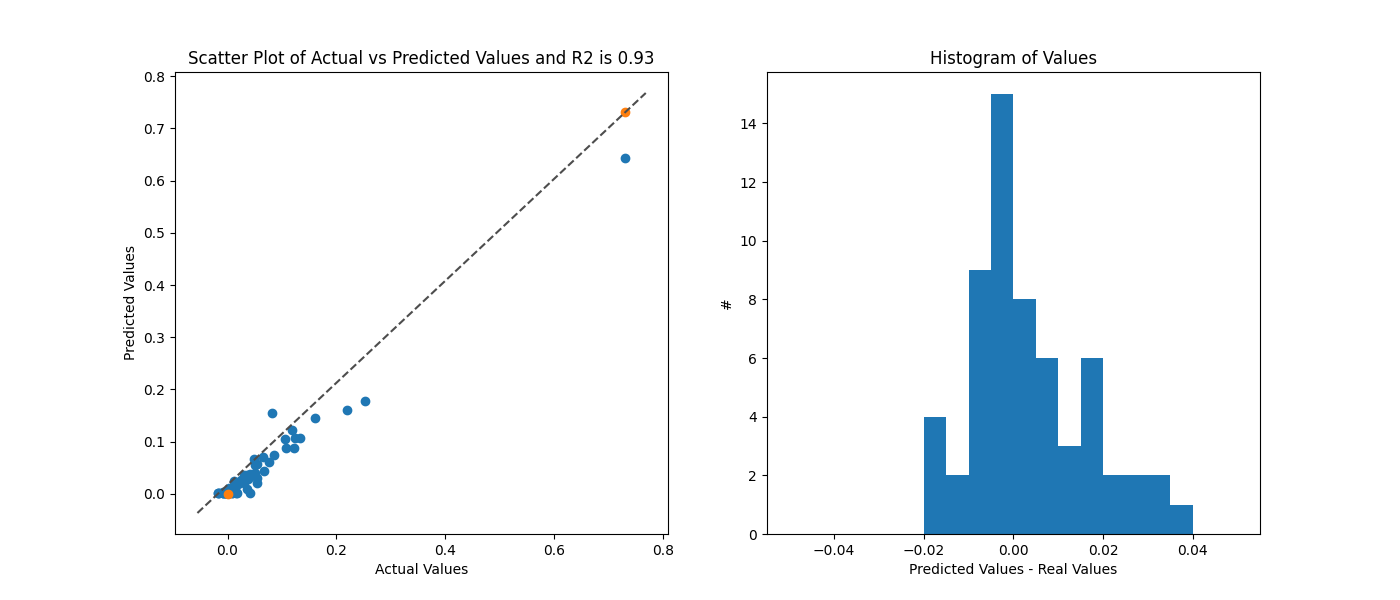 Scatter Plot of Actual vs Predicted Values and R2 is 0.93
0.8
0.7
0.6
0.5
0.4
0.3
0.2
0.1
0.0
Predicted Values
0.0 0.2 0.4 0.6 0.8
Actual Values
Histogram of Values
14
12
10
8
6
4
2
0
#
−0.04 −0.02 0.00 0.02 0.04
Predicted Values - Real Values